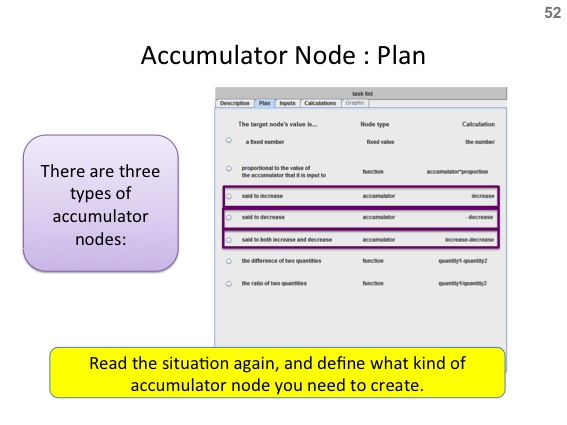 52
Accumulator Node : Plan
There are three
types of
accumulator
nodes:
task list
Description Plan Inputs Calculations Graphs
The target node's value is... Node type Calculation
a fixed number fixed value the number
proportional to the value of
the accumulator that it is input to function accumulator*proportion
said to increase accumulator increase
said to decrease accumulator - decrease
said to both increase and decrease accumulator increase-decrease
the difference of two quantities function quantity1-quantity2
the ratio of two quantities function quantity1/quantity2
Read the situation again, and define what kind of
accumulator node you need to create.